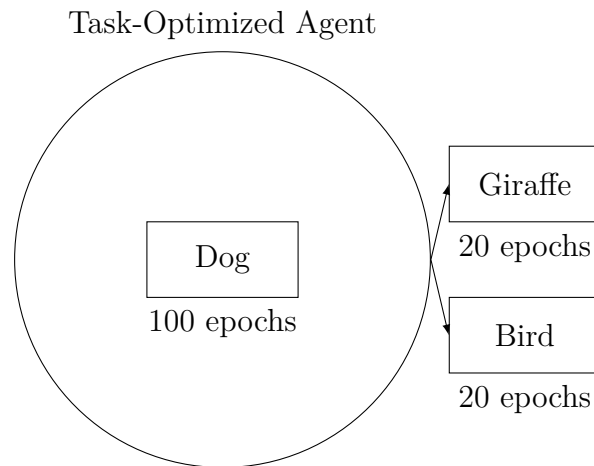 Task-Optimized Agent
Dog
100 epochs
Giraffe
20 epochs
Bird
20 epochs